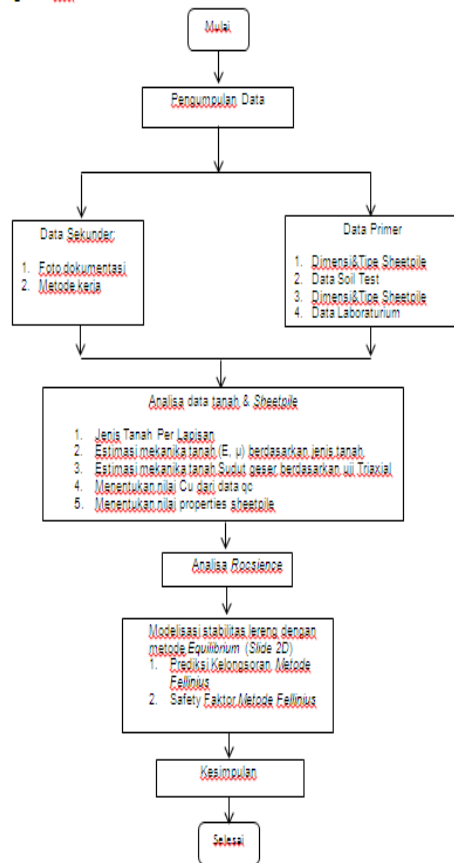 Mulai
Pengumpulan Data
Data Sekunder:
1. Foto dokumentasi
2. Metode kerja
Data Primer
1. Dimensi&Tipe Sheetpile
2. Data Soil Test
3. Dimensi&Tipe Sheetpile
4. Data Laboraturium
Analisa data tanah & Sheetpile
1. Jenis Tanah Per Lapisan
2. Estimasi mekanika tanah (E, μ) berdasarkan jenis tanah
3. Estimasi mekanika tanah Sudut geser berdasarkan uji Triaxial
4. Menentukan nilai Cu dari data qc
5. Menentukan nilai properties sheetpile
Analisa Rocsience
Modelisasi stabilitas lereng dengan
metode Equilibrium (Slide 2D)
1. Prediksi Kelongsoran Metode
Fellinius
2. Safety Faktor Metode Fellinius
Kesimpulan
Selesai